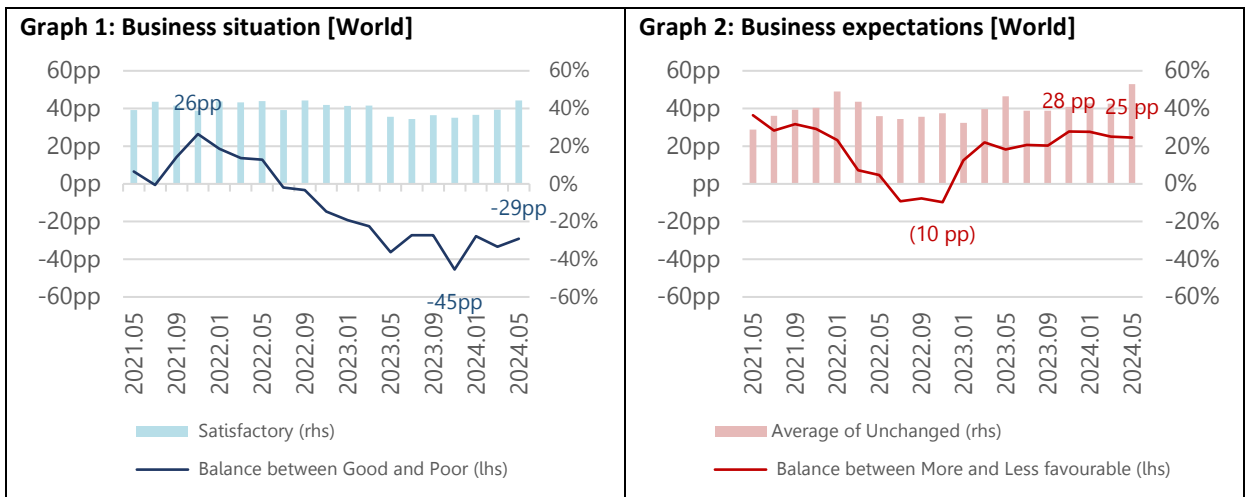 Graph 1: Business situation [World]
60pp
40pp
20pp
0pp
-20pp
-40pp
-60pp
60%
40%
20%
0%
-20%
-40%
-60%
26pp
-29pp
-45pp
2021.05
2021.09
2022.01
2022.05
2022.09
2023.01
2023.05
2023.09
2024.01
2024.05
Satisfactory (rhs)
Balance between Good and Poor (lhs)
Graph 2: Business expectations [World]
60pp
40pp
20pp
pp
-20pp
-40pp
-60pp
60%
40%
20%
0%
-20%
-40%
-60%
28 pp
25 pp
(10 pp)
2021.05
2021.09
2022.01
2022.05
2022.09
2023.01
2023.05
2023.09
2024.01
2024.05
Average of Unchanged (rhs)
Balance between More and Less favourable (lhs)